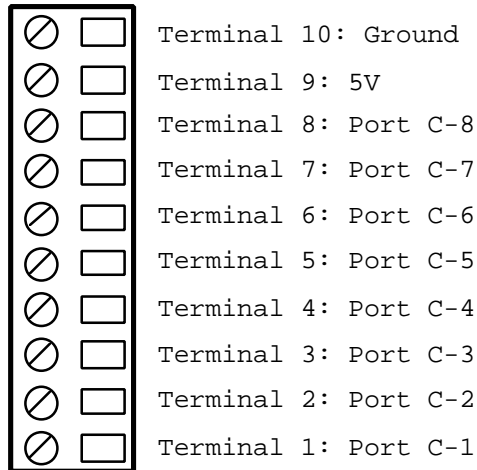 Terminal 10: Ground
Terminal 9: 5V
Terminal 8: Port C-8
Terminal 7: Port C-7
Terminal 6: Port C-6
Terminal 5: Port C-5
Terminal 4: Port C-4
Terminal 3: Port C-3
Terminal 2: Port C-2
Terminal 1: Port C-1